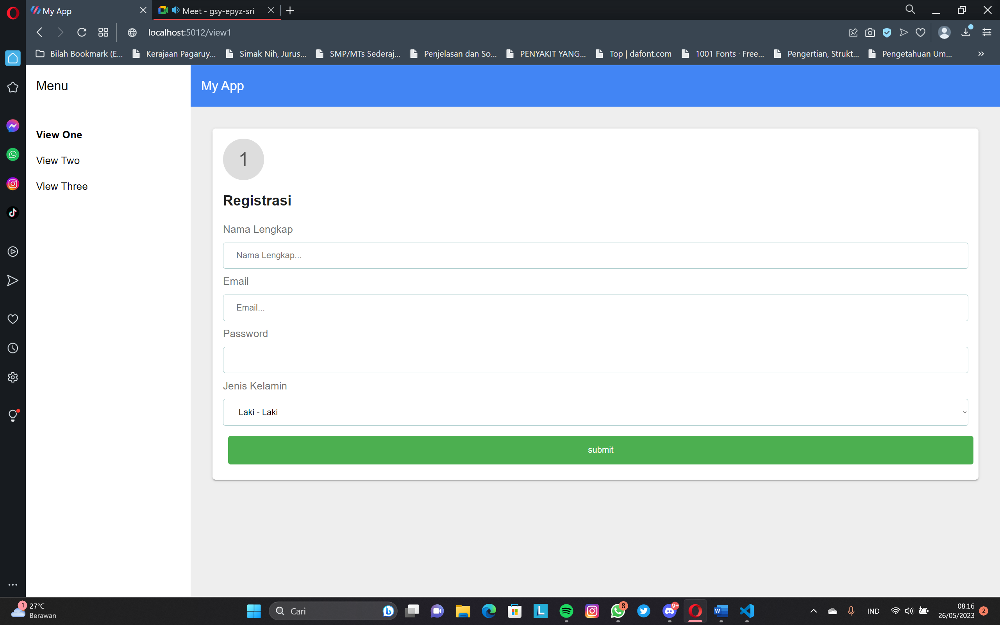 My App
Meet - gsy-epyz-sri
localhost:5012/view1
Bilah Bookmark (E...
Kerajaan Pagaruy...
Simak Nih, Jurus...
SMP/MTs Sederaj...
Penjelasan dan So...
PENYAKIT YANG...
Top | dafont.com
1001 Fonts · Free...
Pengertian, Strukt...
Pengetahuan Um...
Menu
View One
View Two
View Three
My App
1
Registrasi
Nama Lengkap
Nama Lengkap...
Email
Email...
Password
Jenis Kelamin
Laki - Laki
submit
1
27°C
Berawan
Cari
8
9+
IND
08.16
26/05/2023
2